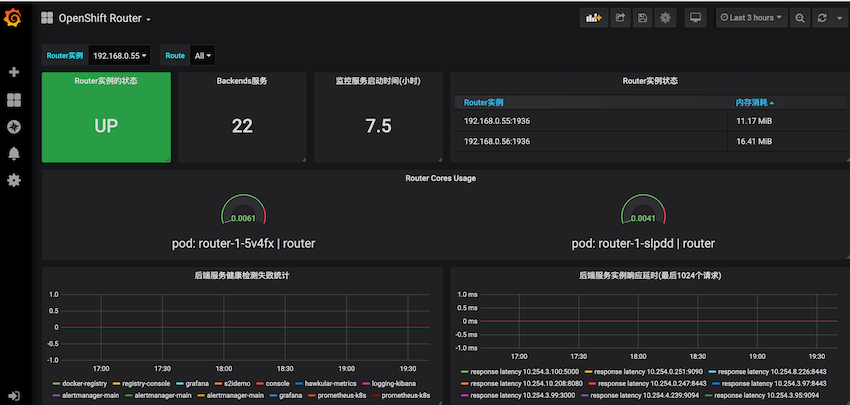 OpenShift Router
Last 3 hours
Router实例 192.168.0.55 Route All
Router实例的状态
UP
Backends服务
22
监控服务启动时间(小时)
7.5
Router实例状态
Router实例 内存消耗
192.168.0.55:1936 11.17 MiB
192.168.0.56:1936 16.41 MiB
Router Cores Usage
0.0061
pod: router-1-5v4fx | router
0.0041
pod: router-1-slpdd | router
后端服务健康检测失败统计
1.0
0.5
0
-0.5
-1.0
17:00 17:30 18:00 18:30 19:00 19:30
docker-registry registry-console grafana s2idemo console hawkular-metrics logging-kibana
alertmanager-main alertmanager-main alertmanager-main grafana prometheus-k8s prometheus-k8s
后端服务实例响应延时(最后1024个请求)
1.0 ms
0.5 ms
0 ms
-0.5 ms
-1.0 ms
17:00 17:30 18:00 18:30 19:00 19:30
response latency 10.254.3.100:5000 response latency 10.254.0.251:9090 response latency 10.254.8.226:8443
response latency 10.254.10.208:8080 response latency 10.254.0.247:8443 response latency 10.254.3.97:8443
response latency 10.254.3.99:3000 response latency 10.254.4.239:9094 response latency 10.254.3.95:9094